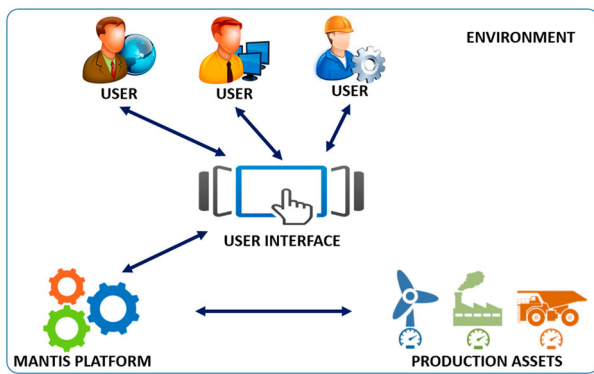 ENVIRONMENT
USER
USER
USER
USER INTERFACE
MANTIS PLATFORM
PRODUCTION ASSETS